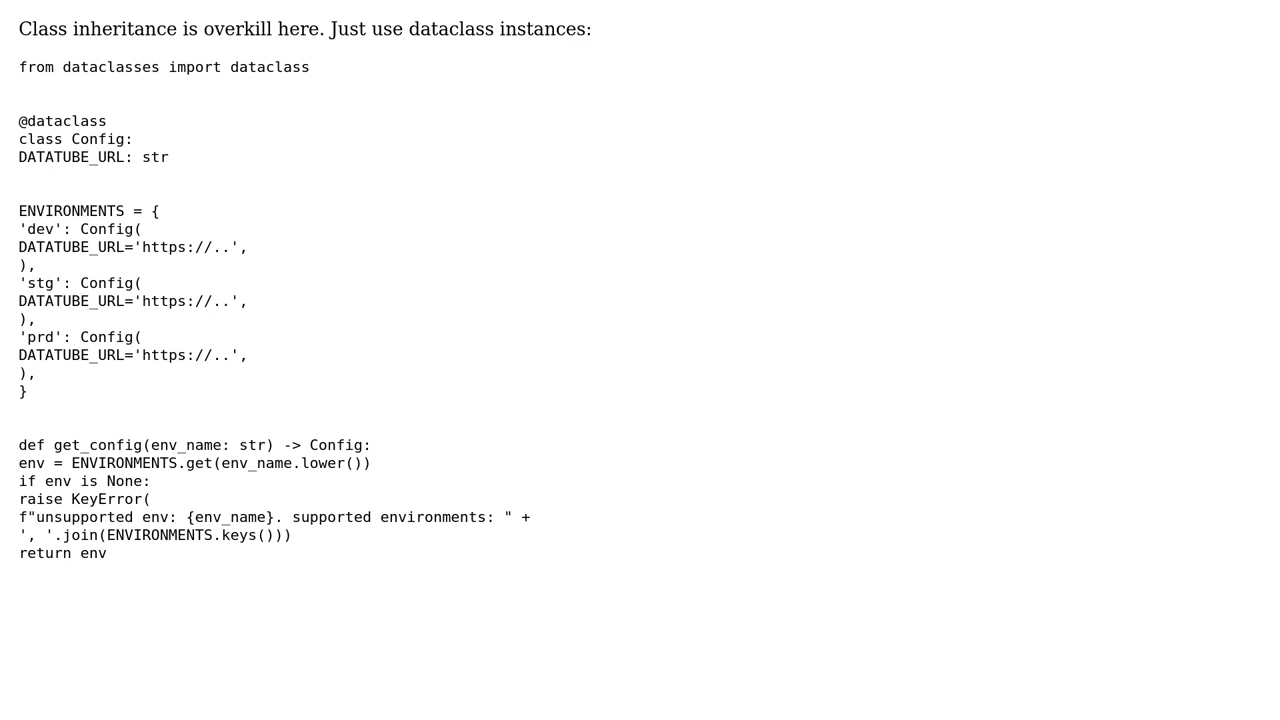 Class inheritance is overkill here. Just use dataclass instances:
from dataclasses import dataclass
@dataclass
class Config:
DATATUBE_URL: str
ENVIRONMENTS = {
'dev': Config(
DATATUBE_URL='https://..',
),
'stg': Config(
DATATUBE_URL='https://..',
),
'prd': Config(
DATATUBE_URL='https://..',
),
}
def get_config(env_name: str) -> Config:
env = ENVIRONMENTS.get(env_name.lower())
if env is None:
raise KeyError(
f"unsupported env: {env_name}. supported environments: " +
', '.join(ENVIRONMENTS.keys()))
return env